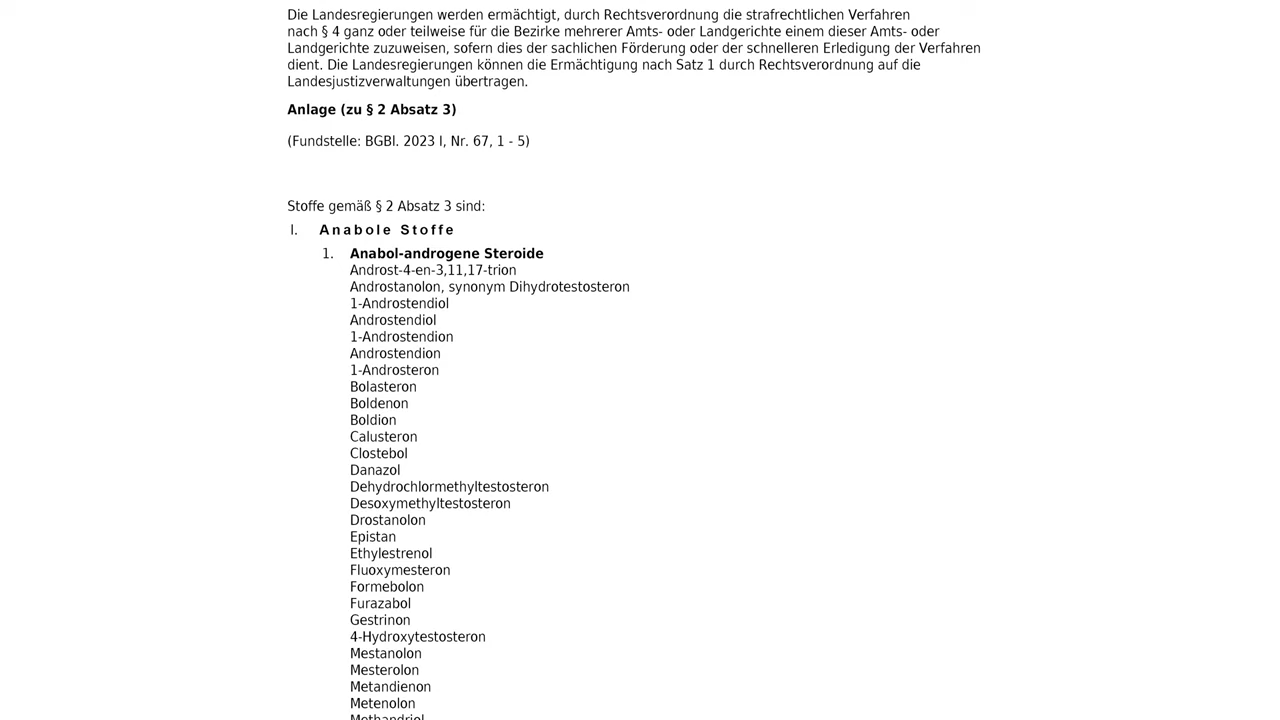 Die Landesregierungen werden ermächtigt, durch Rechtsverordnung die strafrechtlichen Verfahren
nach § 4 ganz oder teilweise für die Bezirke mehrerer Amts- oder Landgerichte einem dieser Amts- oder
Landgerichte zuzuweisen, sofern dies der sachlichen Förderung oder der schnelleren Erledigung der Verfahren
dient. Die Landesregierungen können die Ermächtigung nach Satz 1 durch Rechtsverordnung auf die
Landesjustizverwaltungen übertragen.
Anlage (zu § 2 Absatz 3)
(Fundstelle: BGBl. 2023 I, Nr. 67, 1 - 5)
Stoffe gemäß § 2 Absatz 3 sind:
I. Anabole Stoffe
1. Anabol-androgene Steroide
Androst-4-en-3,11,17-trion
Androstanolon, synonym Dihydrotestosteron
1-Androstendiol
Androstendiol
1-Androstendion
Androstendion
1-Androsteron
Bolasteron
Boldenon
Boldion
Calusteron
Clostebol
Danazol
Dehydrochlormethyltestosteron
Desoxymethyltestosteron
Drostanolon
Epistan
Ethylestrenol
Fluoxymesteron
Formebolon
Furazabol
Gestrinon
4-Hydroxytestosteron
Mestanolon
Mesterolon
Metandienon
Metenolon
Methandriol